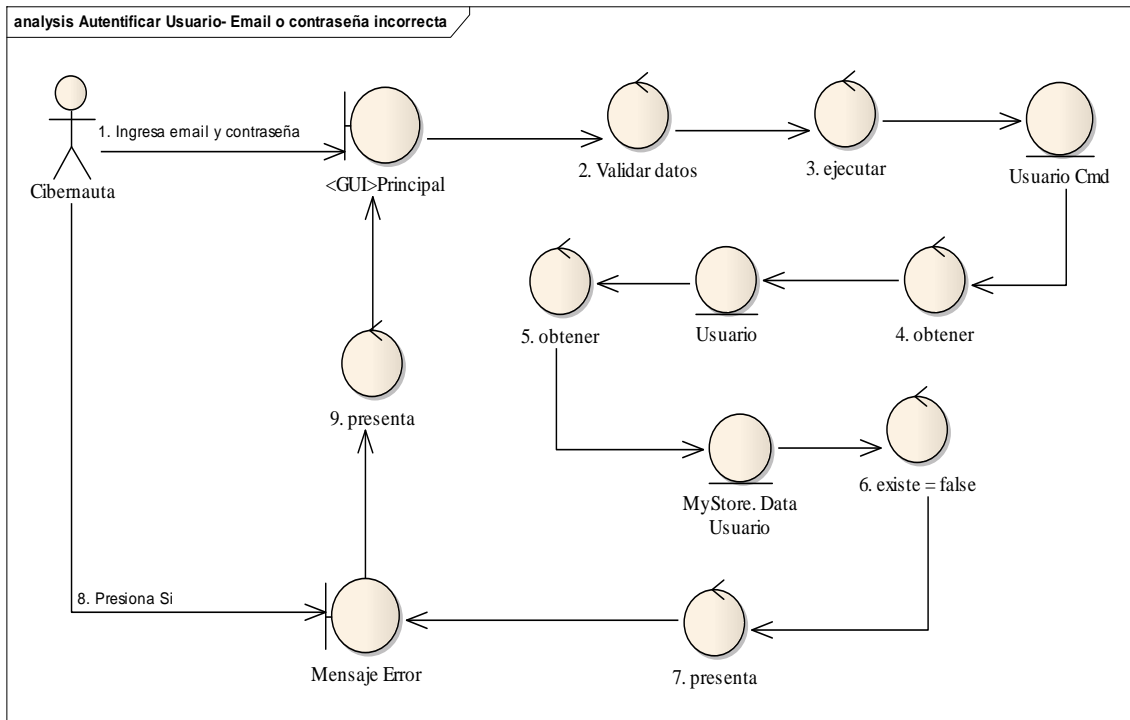 analysis Autentificar Usuario- Email o contraseña incorrecta
1. Ingresa email y contraseña
Cibernauta
<GUI>Principal
2. Validar datos
3. ejecutar
Usuario Cmd
5. obtener
Usuario
4. obtener
9. presenta
MyStore. Data
Usuario
6. existe = false
8. Presiona Si
Mensaje Error
7. presenta